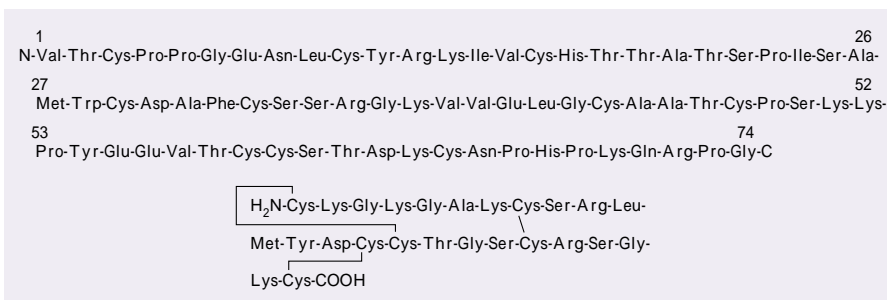 1 26
N-Val-Thr-Cys-Pro-Pro-Gly-Glu-Asn-Leu-Cys-Tyr-Arg-Lys-Ile-Val-Cys-His-Thr-Thr-Ala-Thr-Ser-Pro-Ile-Ser-Ala-
27 52
Met-Trp-Cys-Asp-Ala-Phe-Cys-Ser-Ser-Arg-Gly-Lys-Val-Val-Glu-Leu-Gly-Cys-Ala-Ala-Thr-Cys-Pro-Ser-Lys-Lys-
53 74
Pro-Tyr-Glu-Glu-Val-Thr-Cys-Cys-Ser-Thr-Asp-Lys-Cys-Asn-Pro-His-Pro-Lys-Gln-Arg-Pro-Gly-C
H2N-Cys-Lys-Gly-Lys-Gly-Ala-Lys-Cys-Ser-Arg-Leu-
Met-Tyr-Asp-Cys-Cys-Thr-Gly-Ser-Cys-Arg-Ser-Gly-
Lys-Cys-COOH